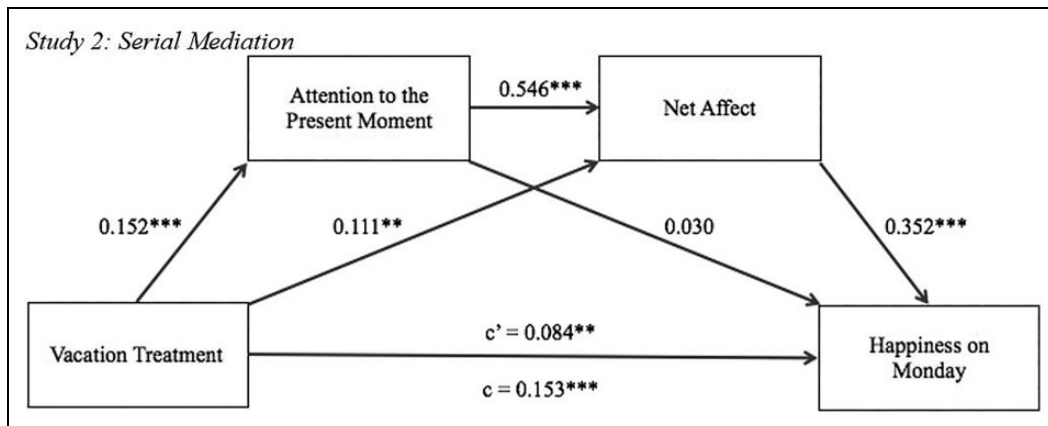 Study 2: Serial Mediation
Attention to the
Present Moment
0.546***
Net Affect
0.152***
0.111**
0.030
0.352***
Vacation Treatment
c’ = 0.084**
c = 0.153***
Happiness on
Monday